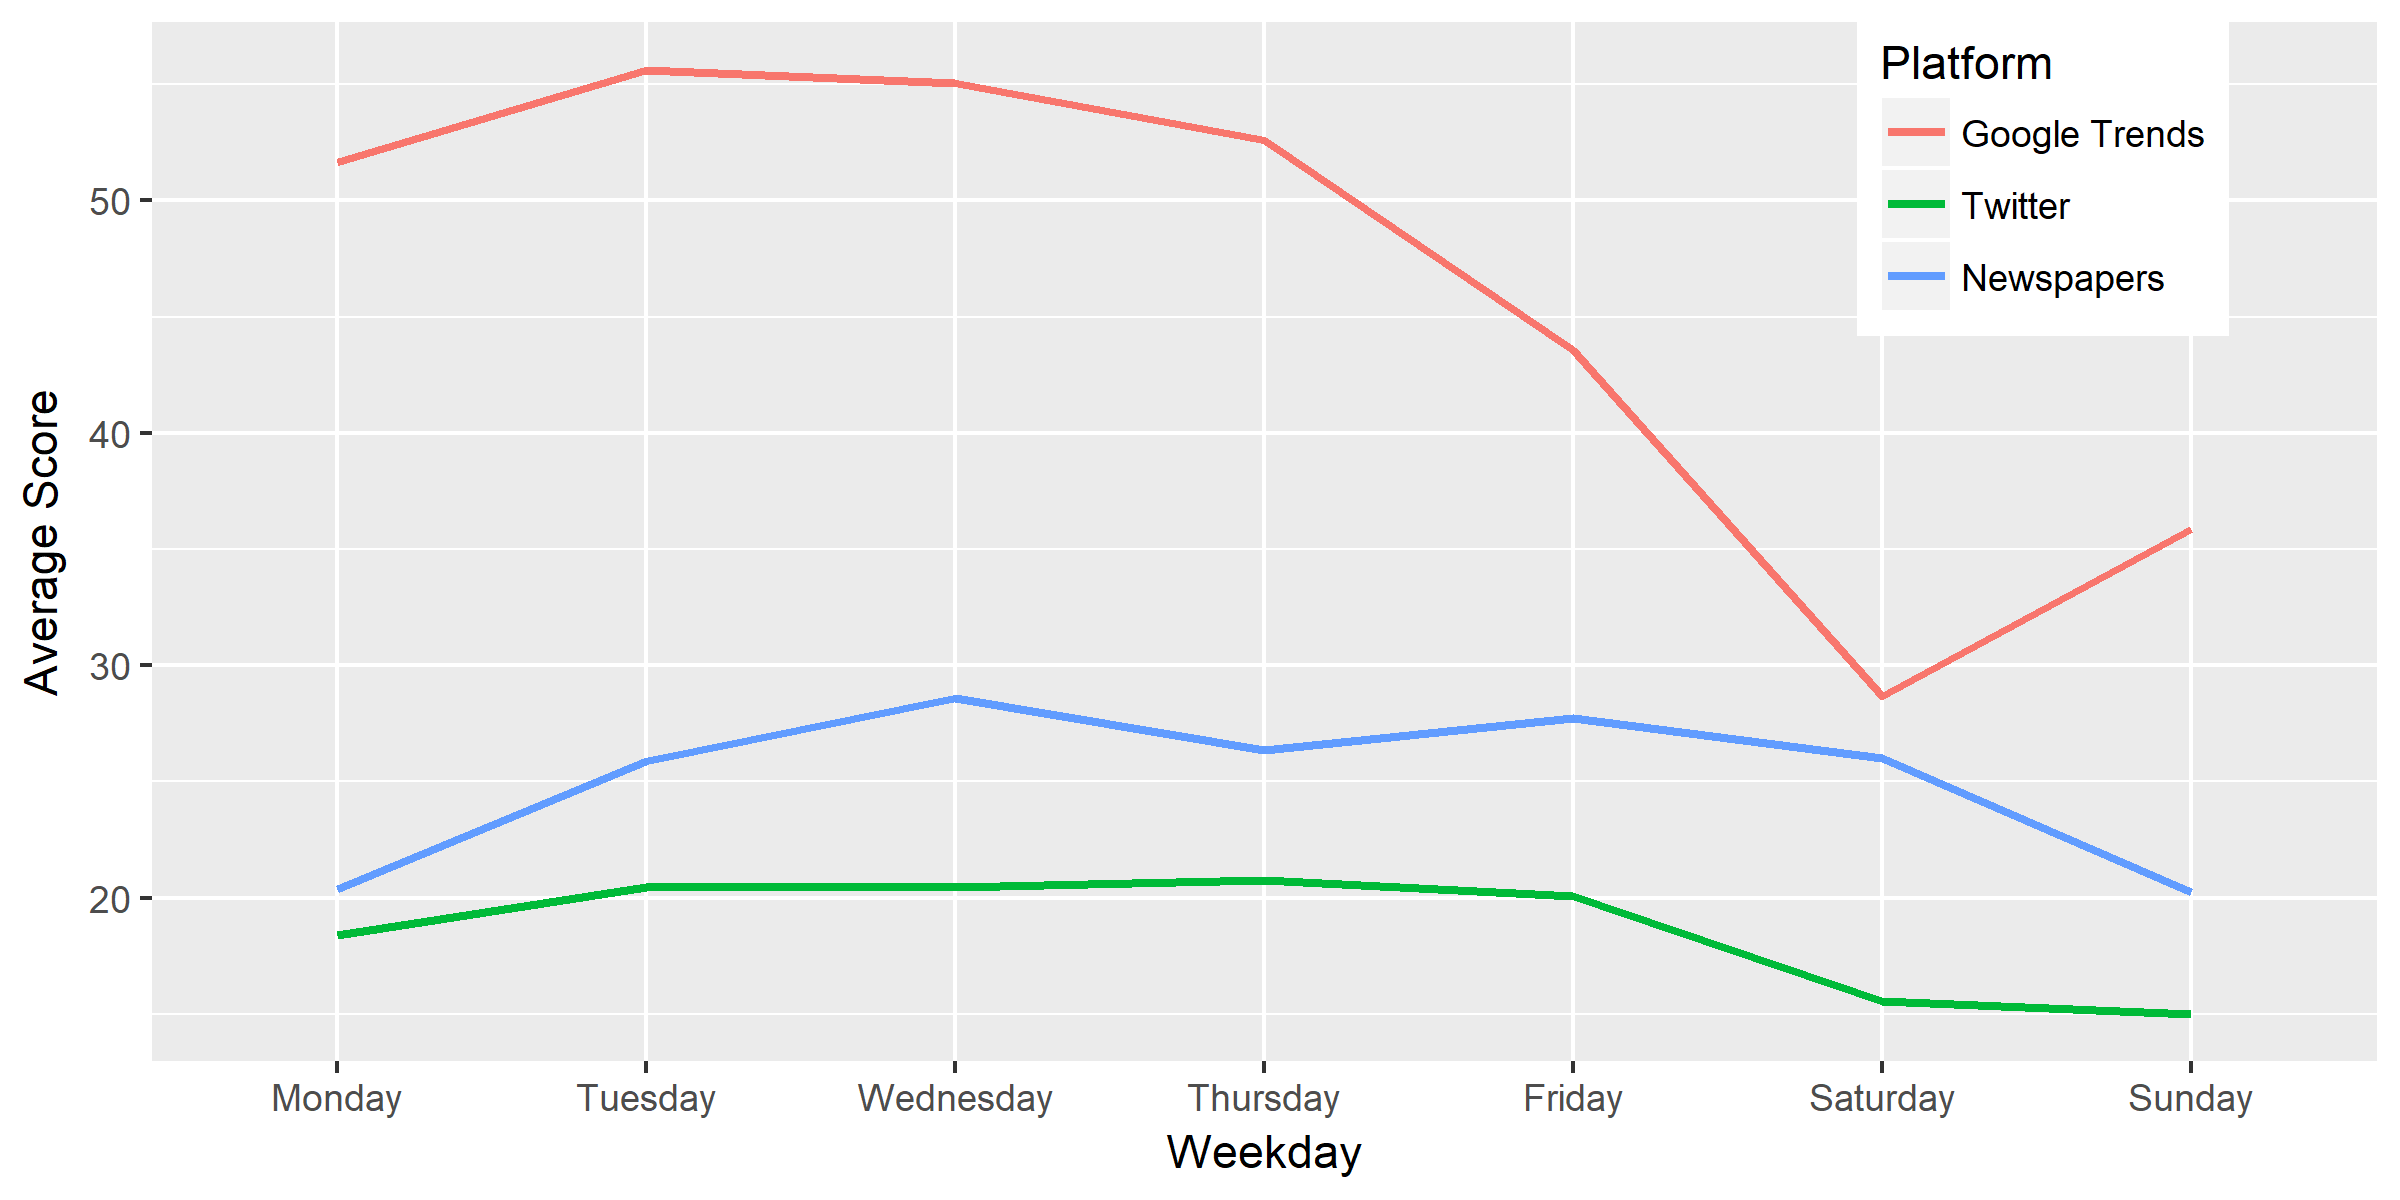 Platform
Google Trends
Twitter
Newspapers
50
40
30
20
Average Score
Monday Tuesday Wednesday Thursday Friday Saturday Sunday
Weekday